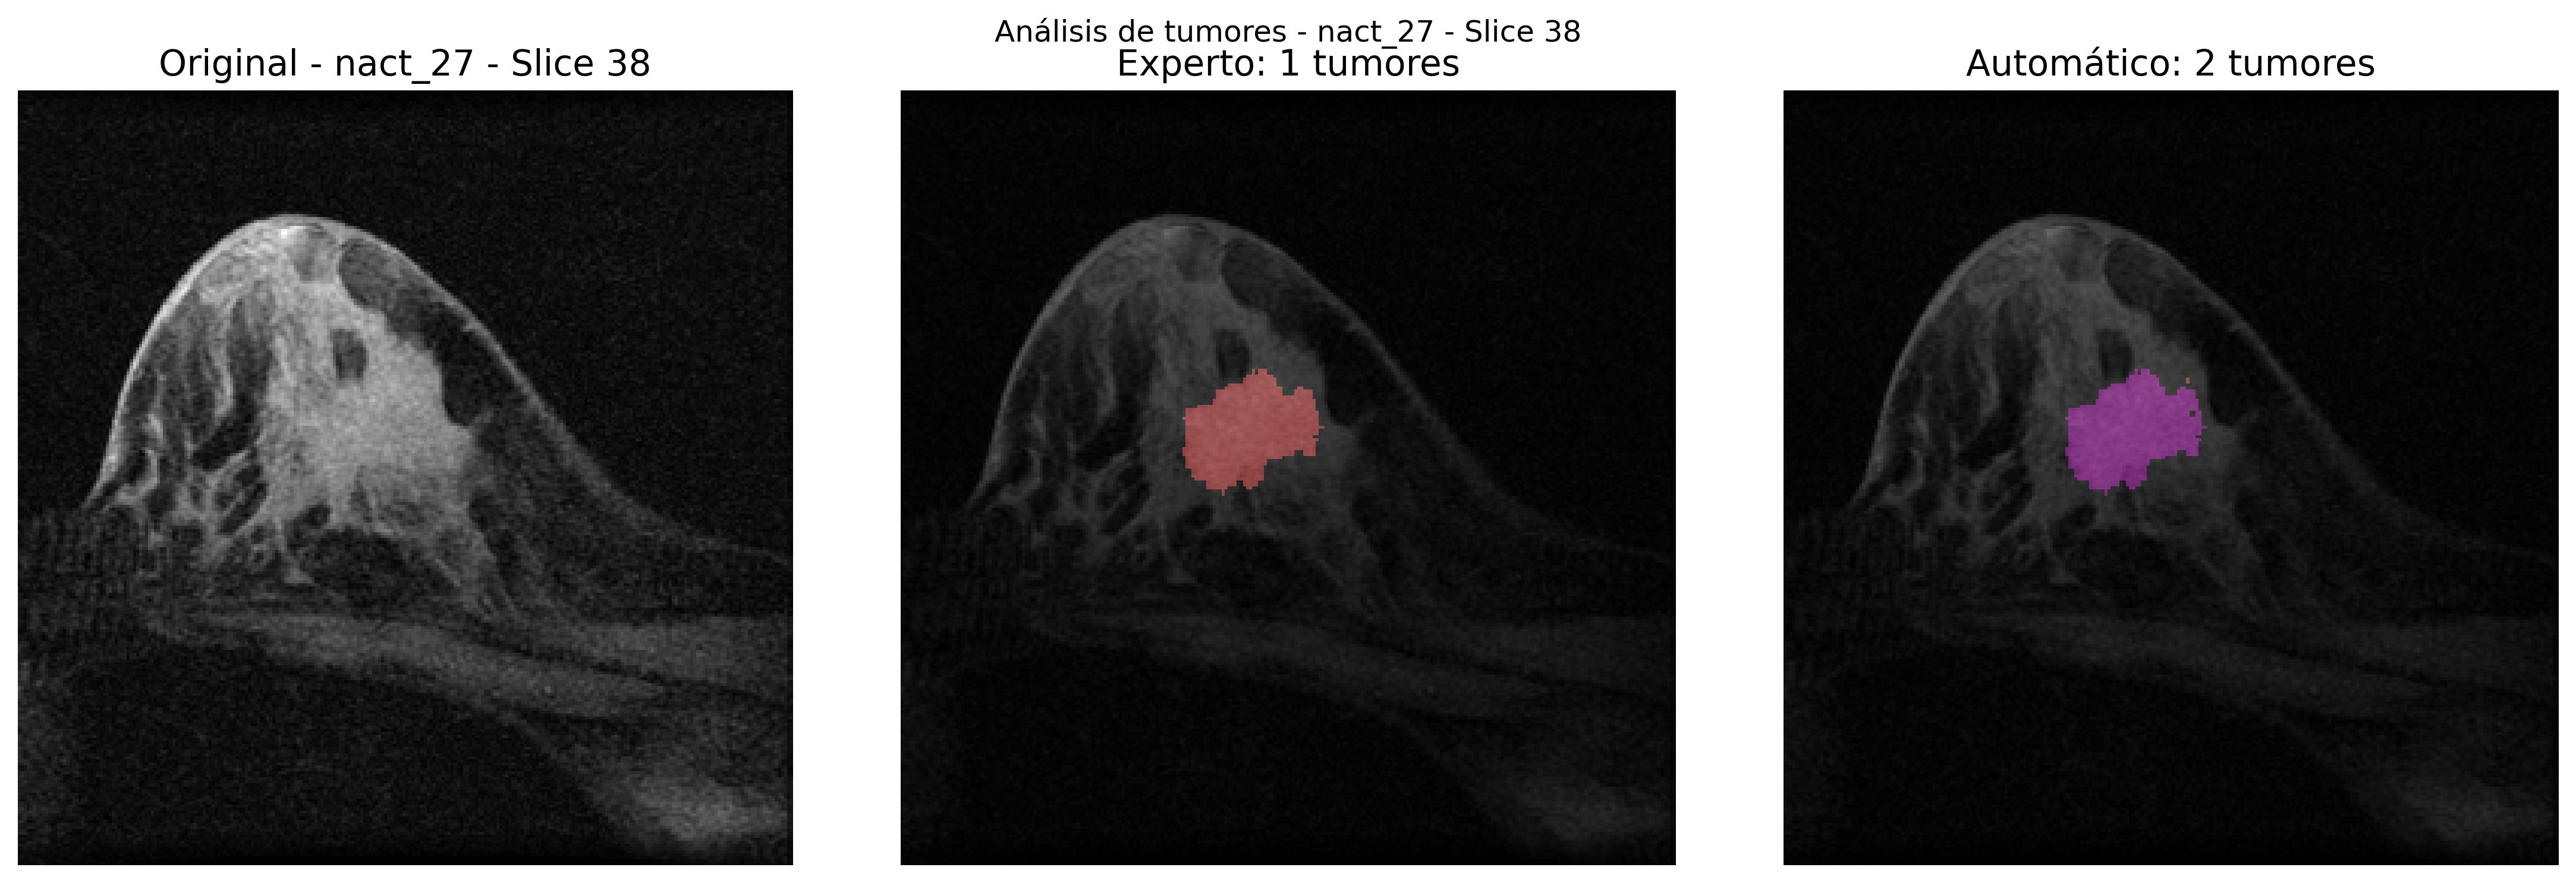 Análisis de tumores - nact_27 - Slice 38
Original - nact_27 - Slice 38
Experto: 1 tumores
Automático: 2 tumores